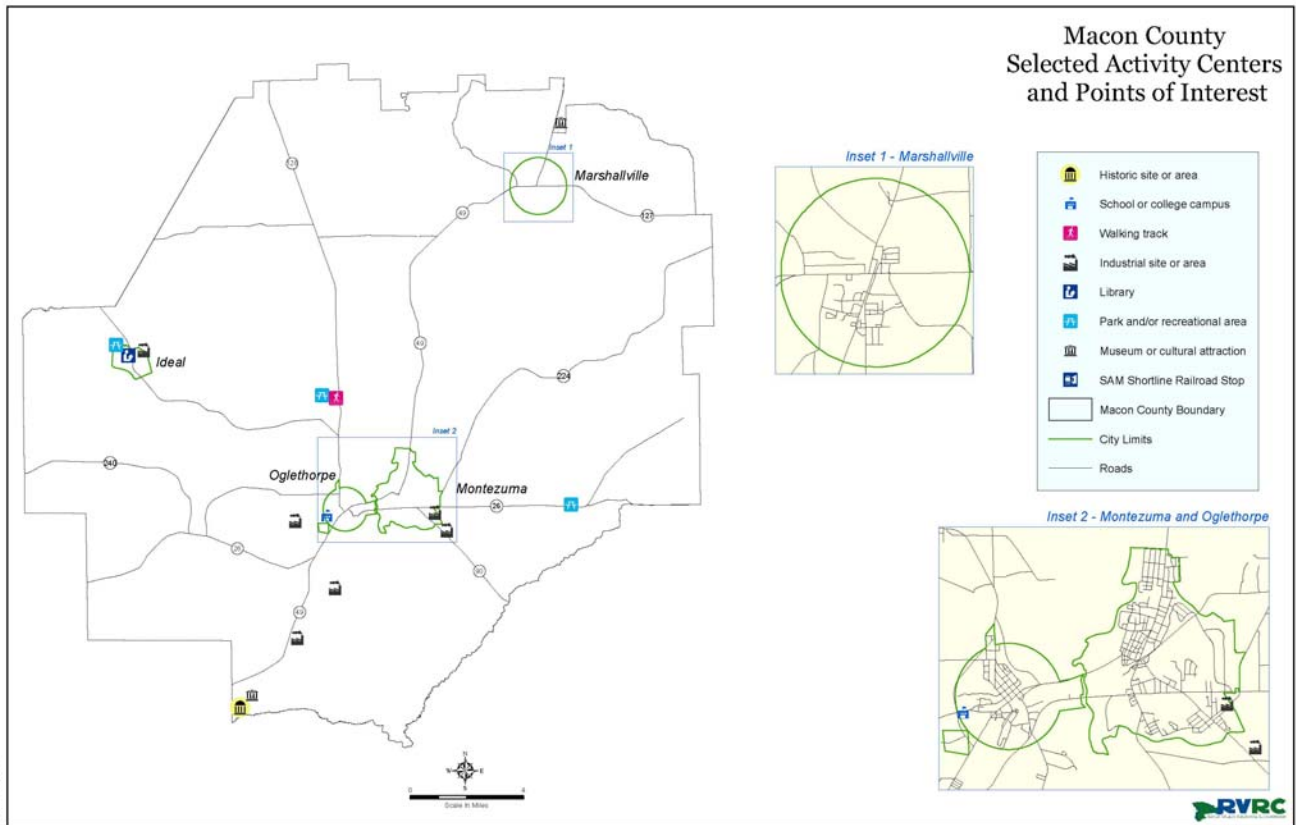 Macon County
Selected Activity Centers
and Points of Interest
Inset 1
Marshallville
128
49
127
Inset 1 - Marshallville
Historic site or area
School or college campus
Walking track
Industrial site or area
Library
Park and/or recreational area
Museum or cultural attraction
SAM Shortline Railroad Stop
Macon County Boundary
City Limits
Roads
49
Ideal
224
Inset 2
Oglethorpe
240
Montezuma
26
26
90
49
Inset 2 - Montezuma and Oglethorpe
N
W
E
S
0
4
Scale In Miles
RVRC